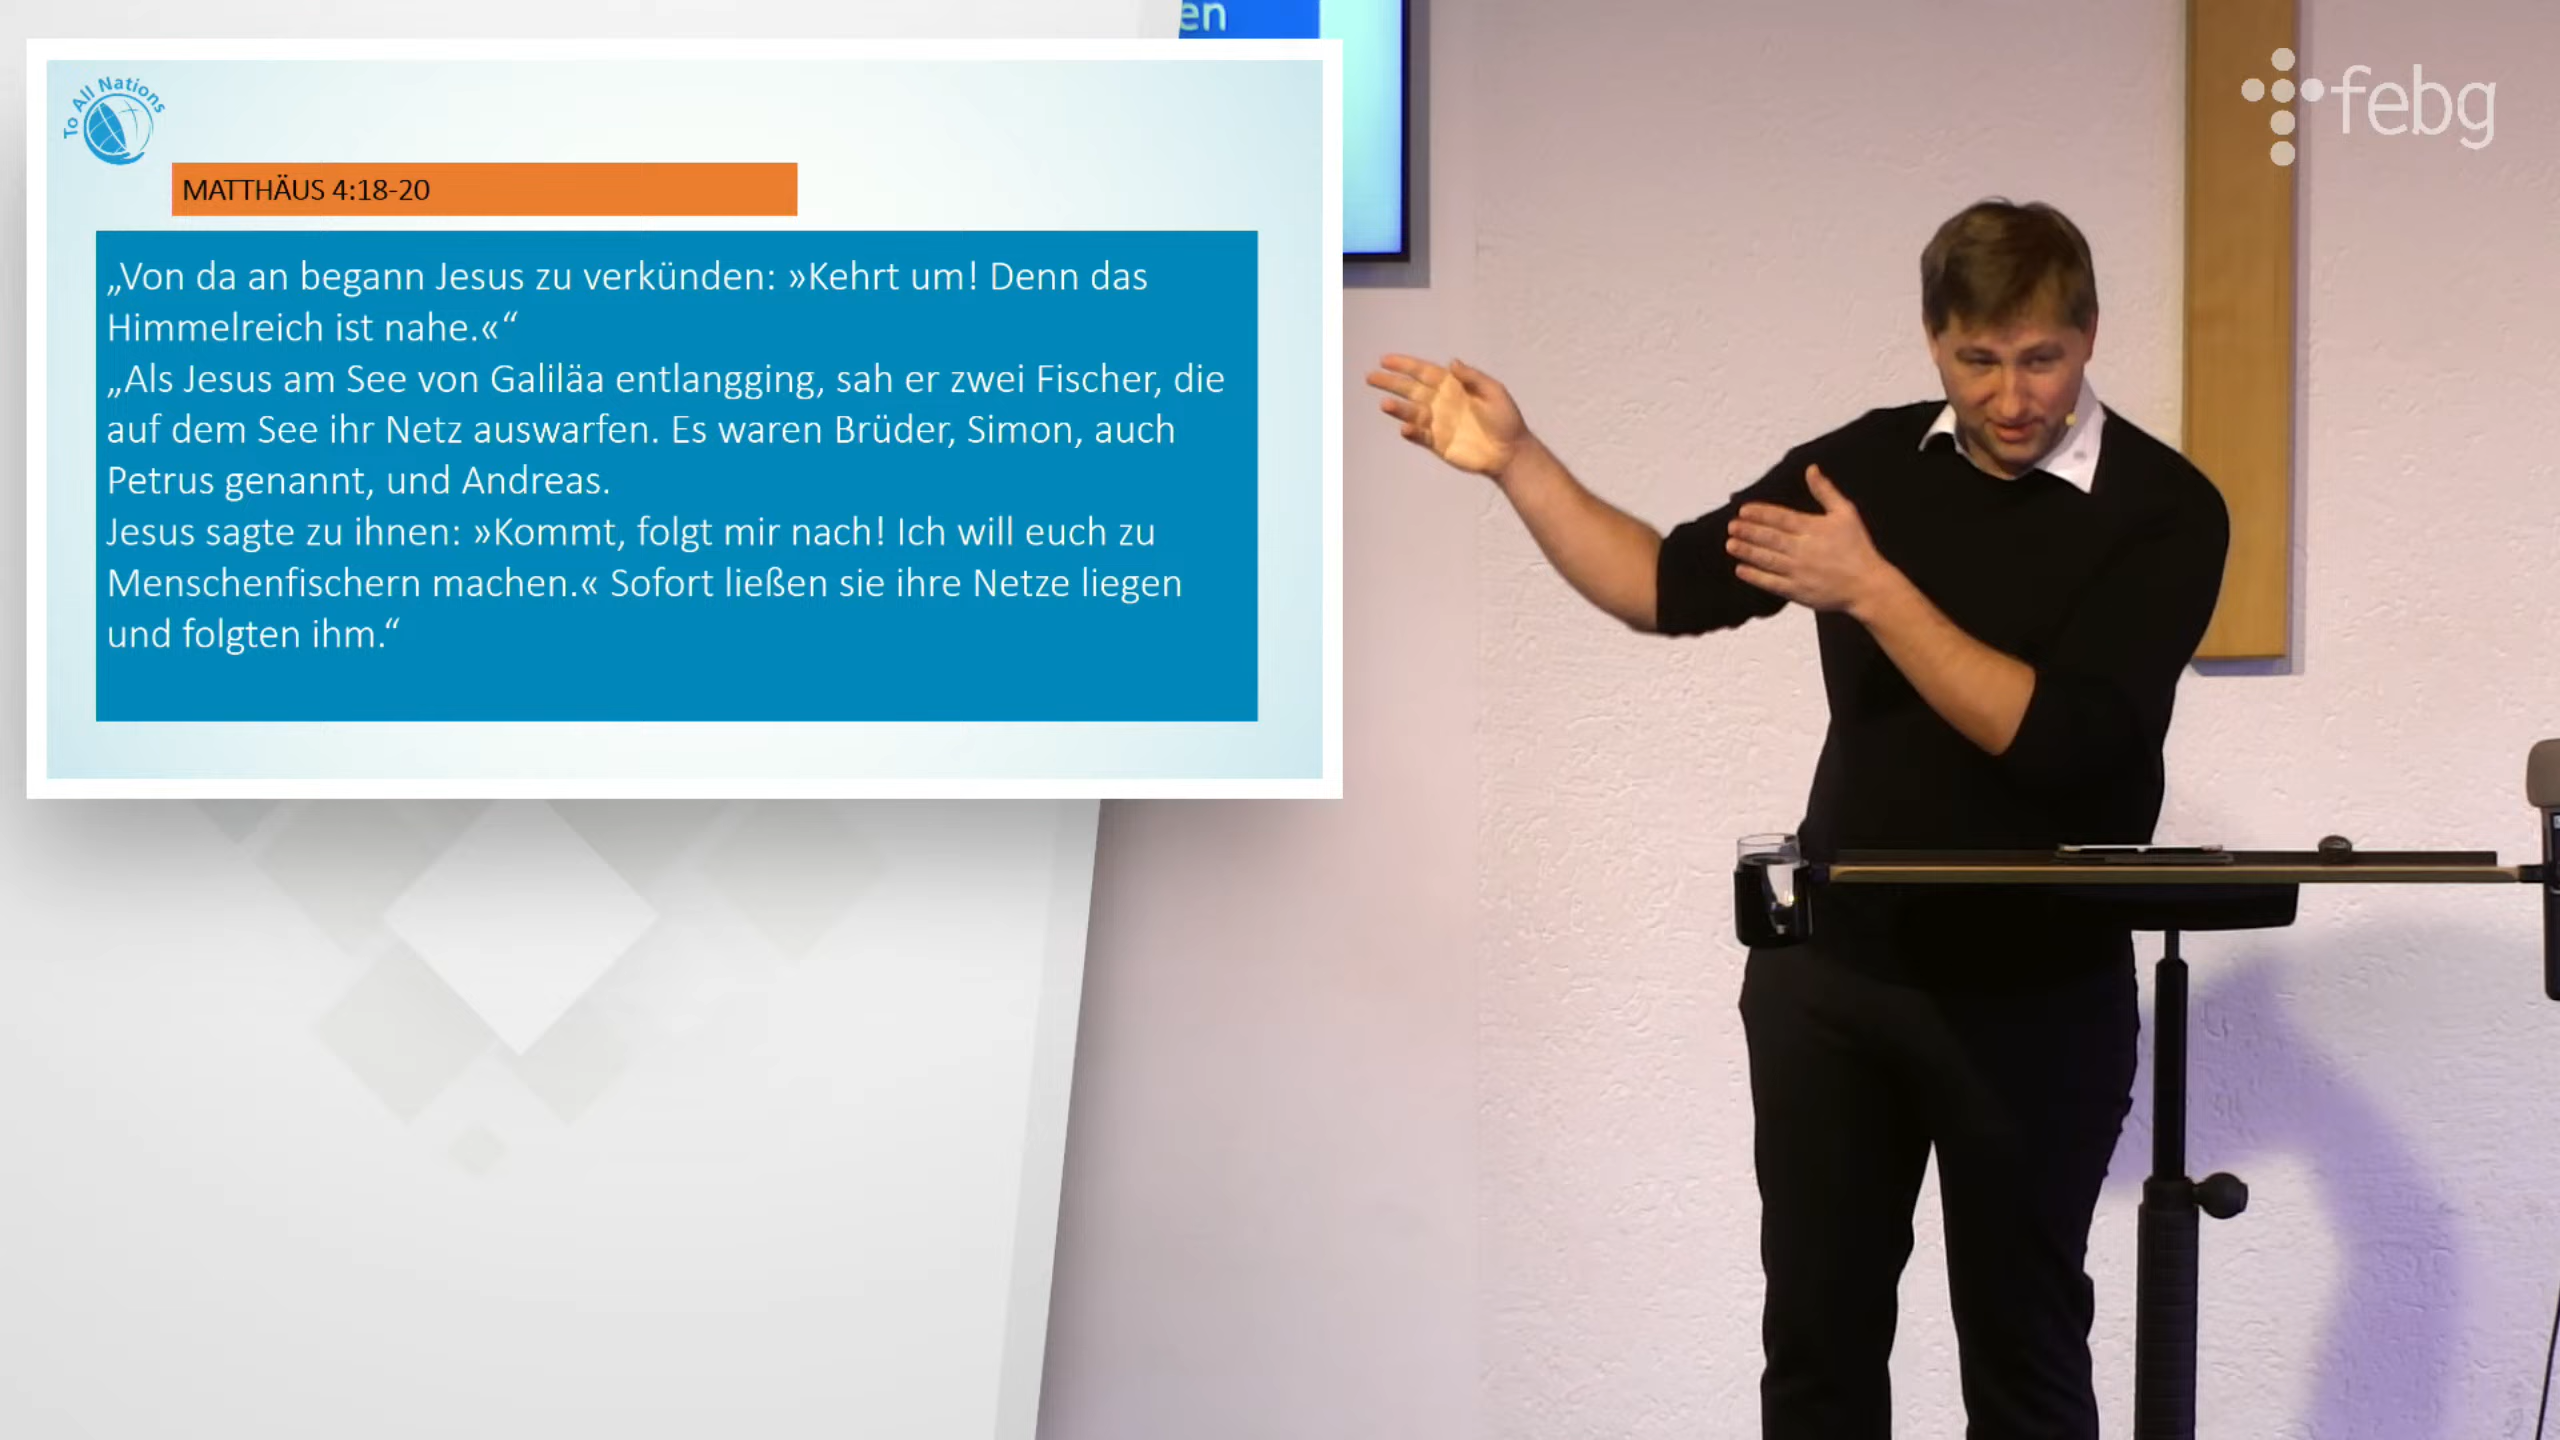 en
To All Nations
febg
MATTHÄUS 4:18-20
„Von da an begann Jesus zu verkünden: »Kehrt um! Denn das
Himmelreich ist nahe.«“
„Als Jesus am See von Galiläa entlangging, sah er zwei Fischer, die
auf dem See ihr Netz auswarfen. Es waren Brüder, Simon, auch
Petrus genannt, und Andreas.
Jesus sagte zu ihnen: »Kommt, folgt mir nach! Ich will euch zu
Menschenfischern machen.« Sofort ließen sie ihre Netze liegen
und folgten ihm.“